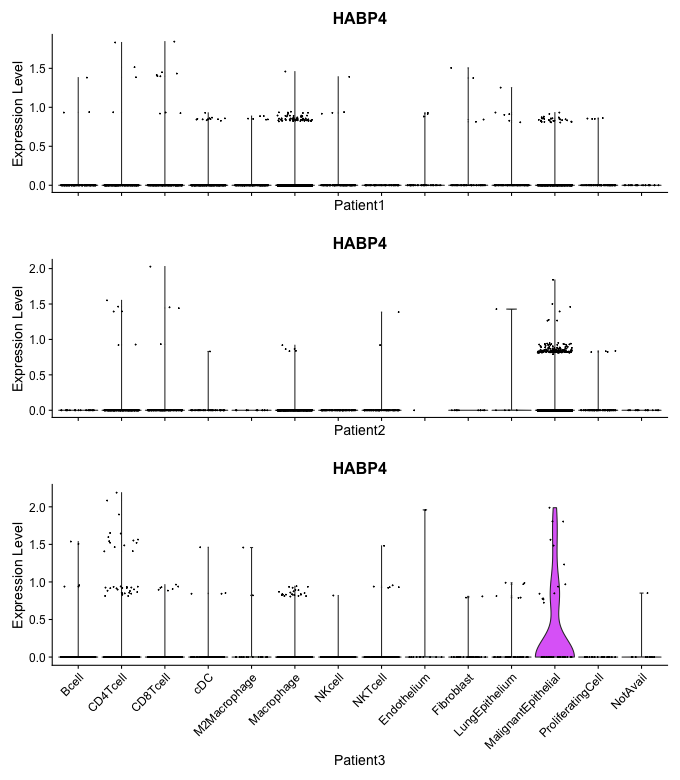 HABP4
Expression Level
1.5
1.0
0.5
0.0
Patient1
HABP4
Expression Level
2.0
1.5
1.0
0.5
0.0
Patient2
HABP4
Expression Level
2.0
1.5
1.0
0.5
0.0
Bcell
CD4Tcell
CD8Tcell
cDC
M2Macrophage
Macrophage
NKcell
NKTcell
Endothelium
Fibroblast
LungEpithelium
MalignantEpithelial
ProliferatingCell
NotAvail
Patient3